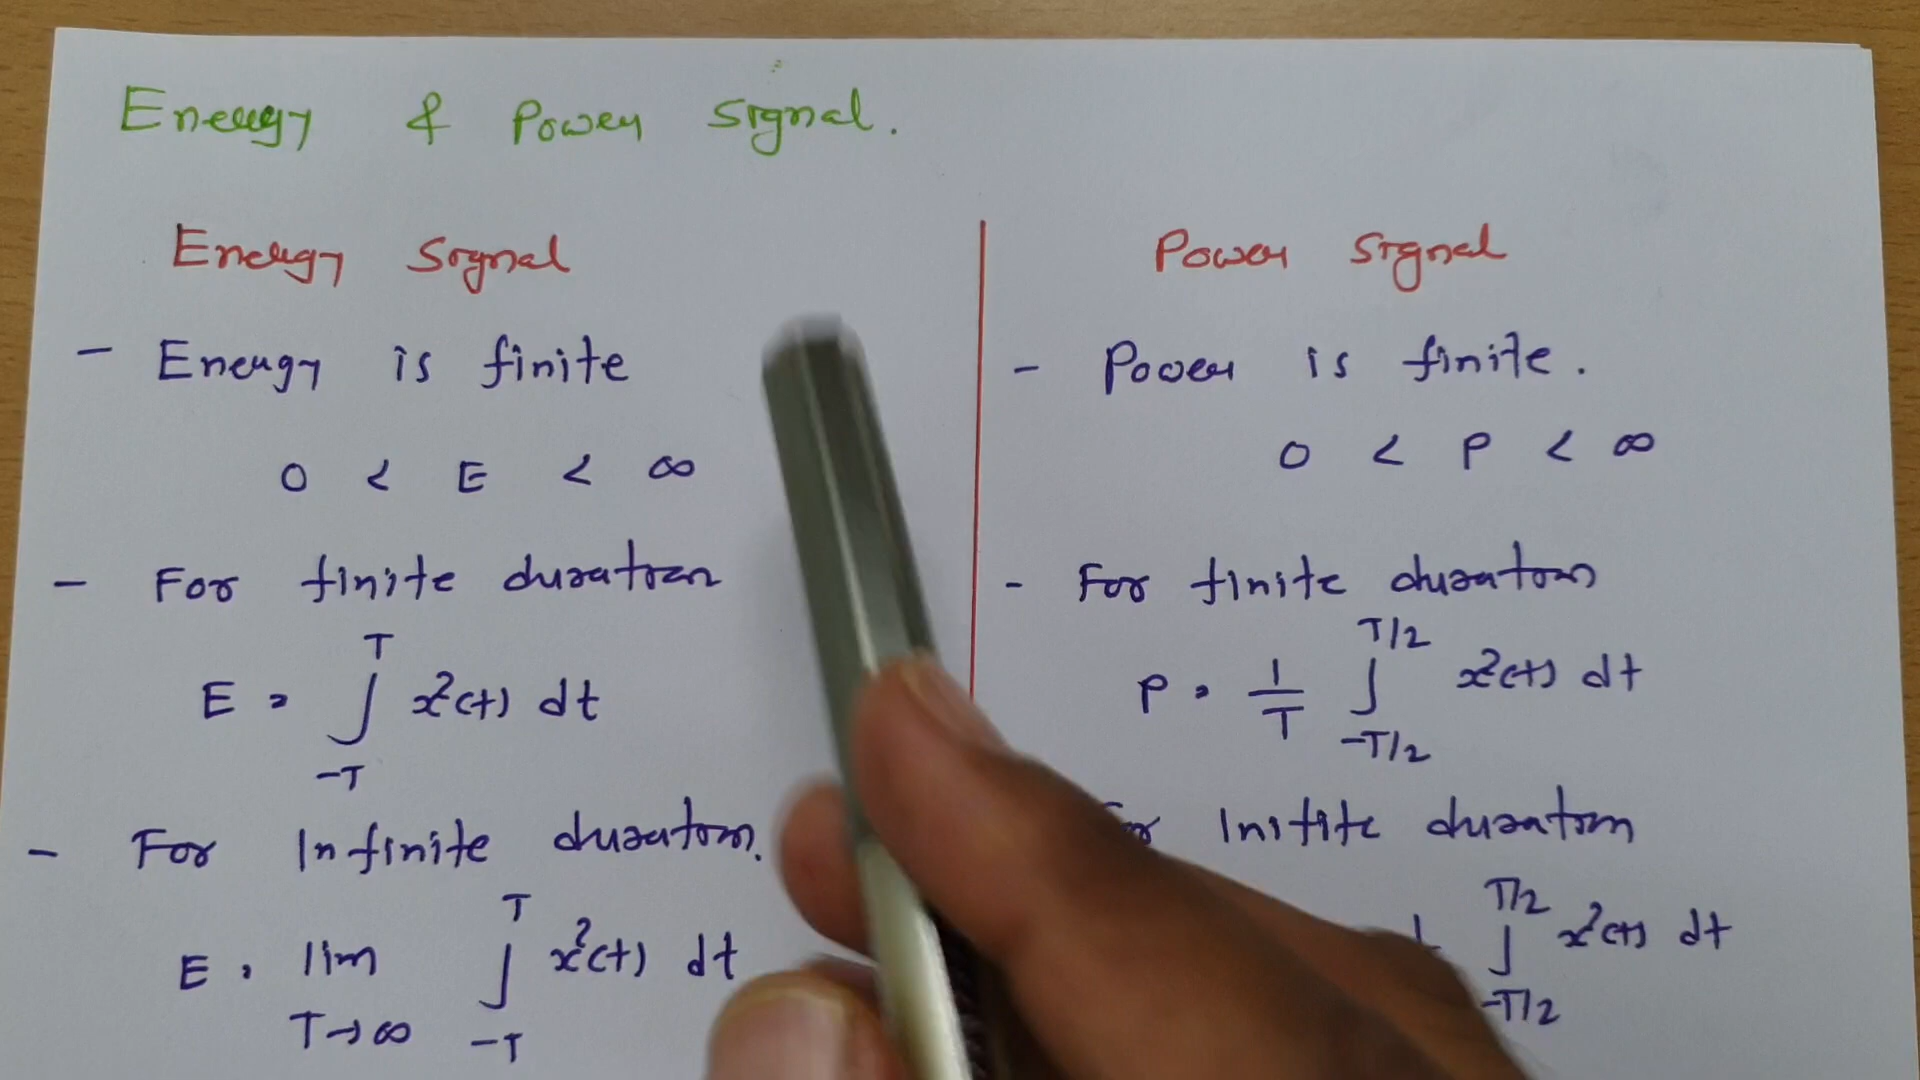 Energy & Power Signal.
Energy Signal
- Energy is finite
0 < E < ∞
- For finite duration
E = ∫_{-T}^{T} x²(t) dt
- For Infinite duration.
E = lim_{T→∞} ∫_{-T}^{T} x²(t) dt
Power Signal
- Power is finite.
0 < P < ∞
- For finite duration
P = 1/T ∫_{-T/2}^{T/2} x²(t) dt
Initite duration
∫_{-T/2}^{T/2} x²(t) dt